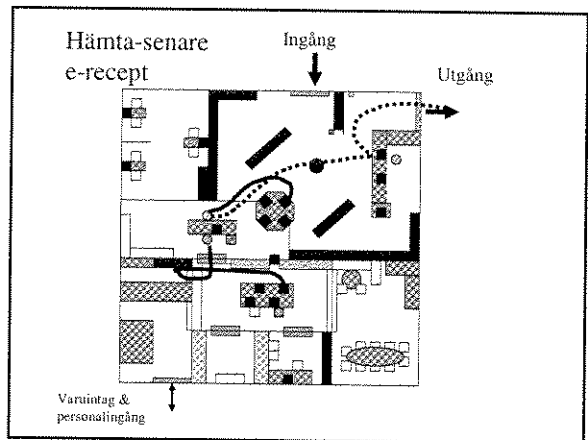 Hämta-senare
e-recept
Ingång
Utgång
Varuintag &
personalingång